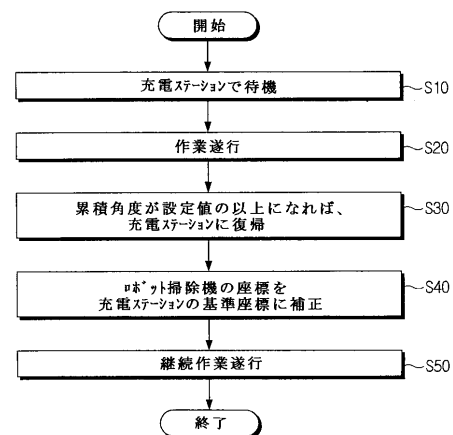 開始
充電ｽﾃｰｼｮﾝで待機
S10
作業遂行
S20
累積角度が設定値の以上になれば、
充電ｽﾃｰｼｮﾝに復帰
S30
ﾛﾎﾞｯﾄ掃除機の座標を
充電ｽﾃｰｼｮﾝの基準座標に補正
S40
継続作業遂行
S50
終了